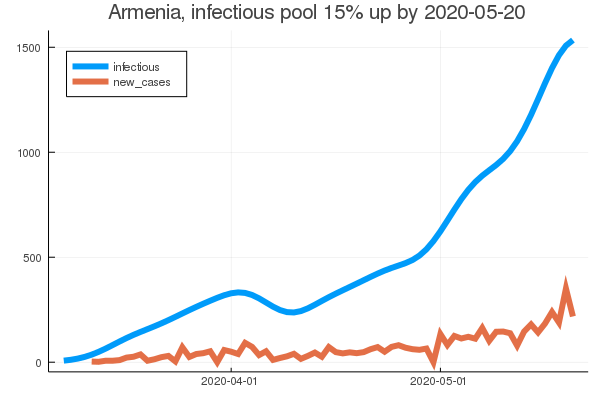 Armenia, infectious pool 15% up by 2020-05-20
1500
infectious
new_cases
1000
500
0
2020-04-01
2020-05-01